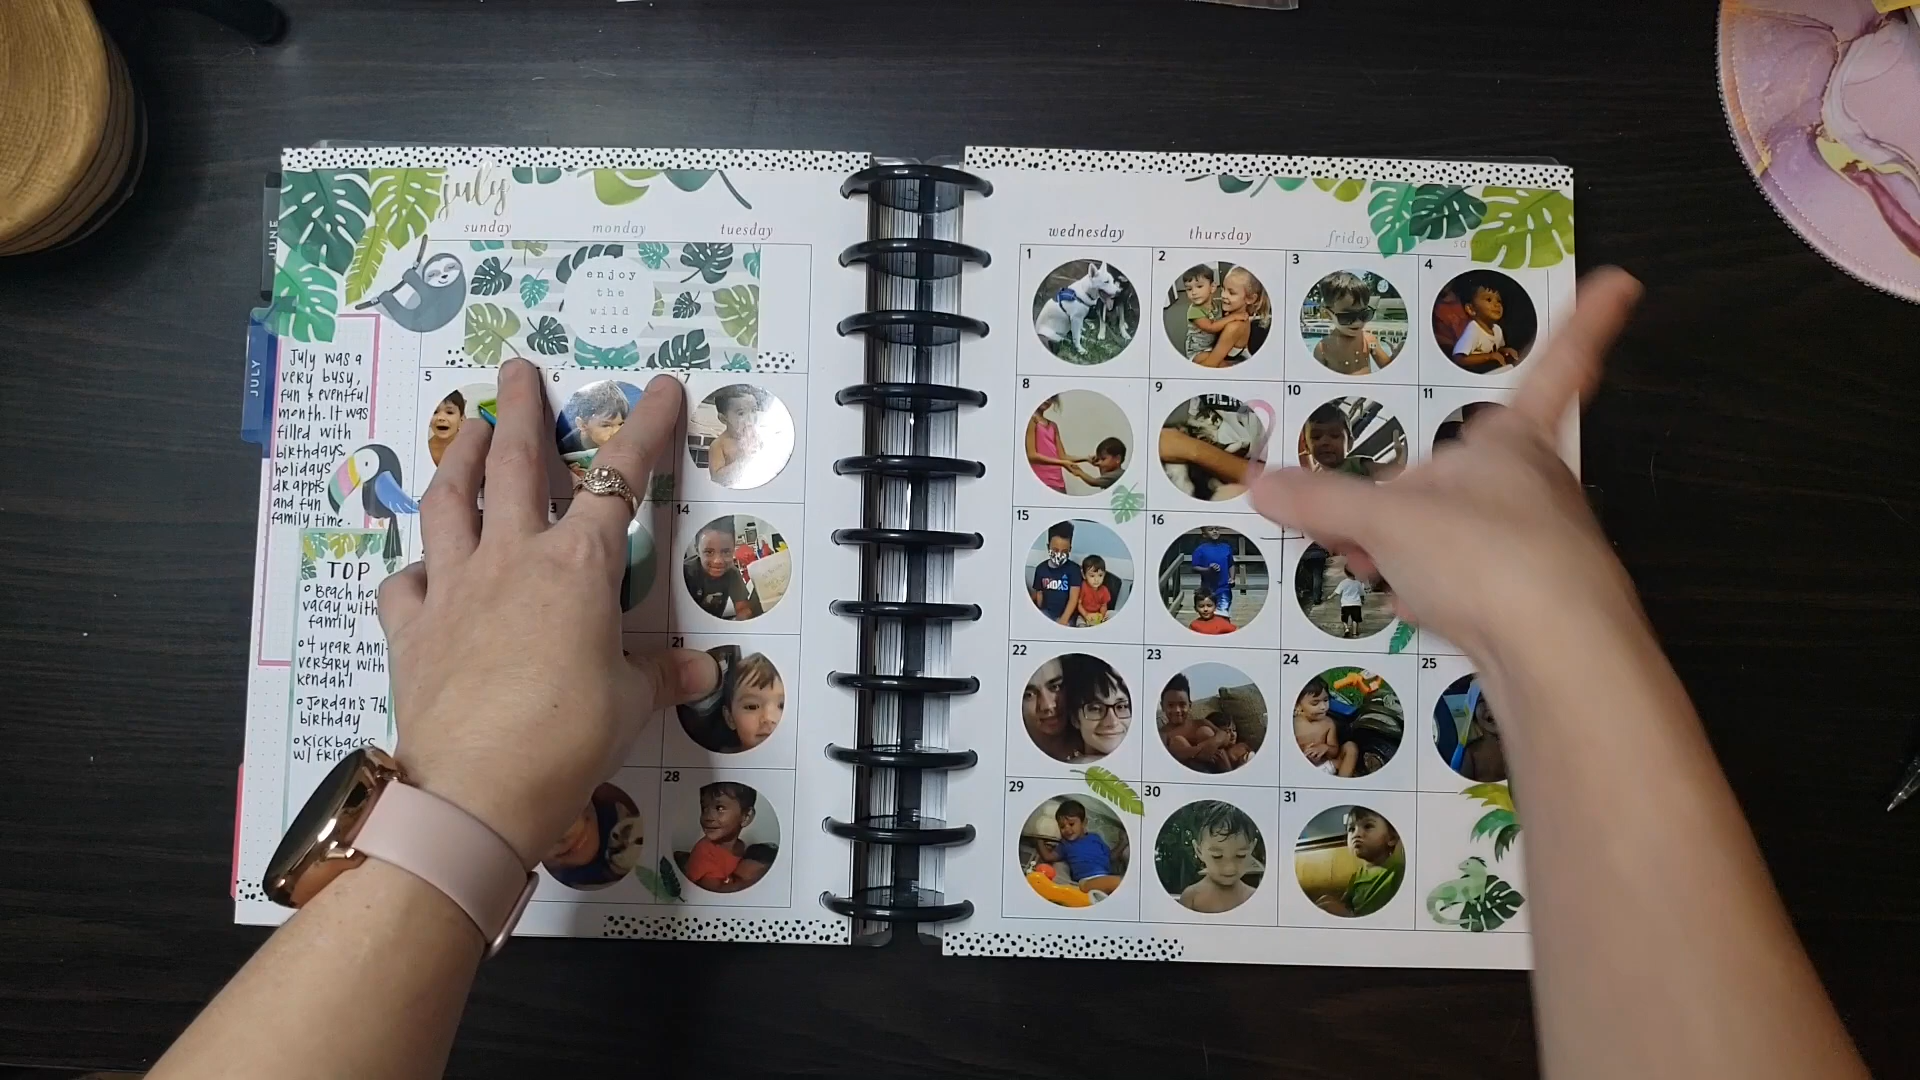 july
sunday
monday
tuesday
wednesday
thursday
friday
JUNE
JULY
enjoy
the
wild
ride
July was a
very busy,
fun & eventful
month. It was
filled with
birthdays,
holidays
dr appts
and fun
family time.
TOP
Beach
vacay with
family
4 year Anni-
versary with
Kendahl
Jordan's 7th
birthday
Kickbacks
w/
1
2
3
4
5
6
7
8
9
10
11
14
15
16
21
22
23
24
25
28
29
30
31